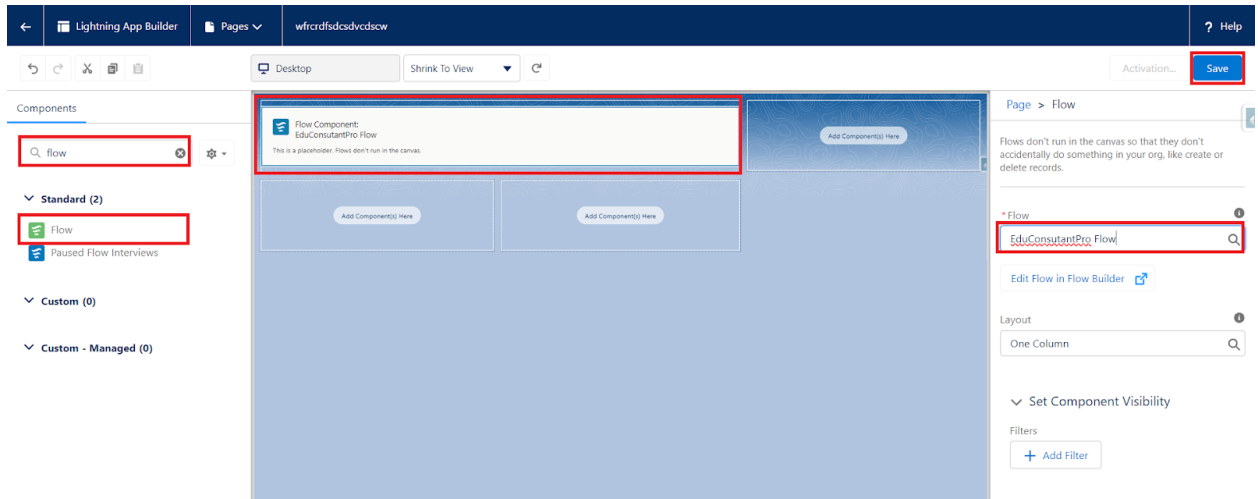 Lightning App Builder
Pages
wfrcrdfsdcsdvcdscw
? Help
Desktop
Shrink To View
Activation...
Save
Components
flow
Standard (2)
Flow
Paused Flow Interviews
Custom (0)
Custom - Managed (0)
Flow Component:
EduConsutantPro Flow
This is a placeholder. Flows don't run in the canvas.
Add Component(s) Here
Add Component(s) Here
Add Component(s) Here
Page > Flow
Flows don't run in the canvas so that they don't
accidentally do something in your org, like create or
delete records.
* Flow
EduConsutantPro Flow
Edit Flow in Flow Builder
Layout
One Column
Set Component Visibility
Filters
+ Add Filter